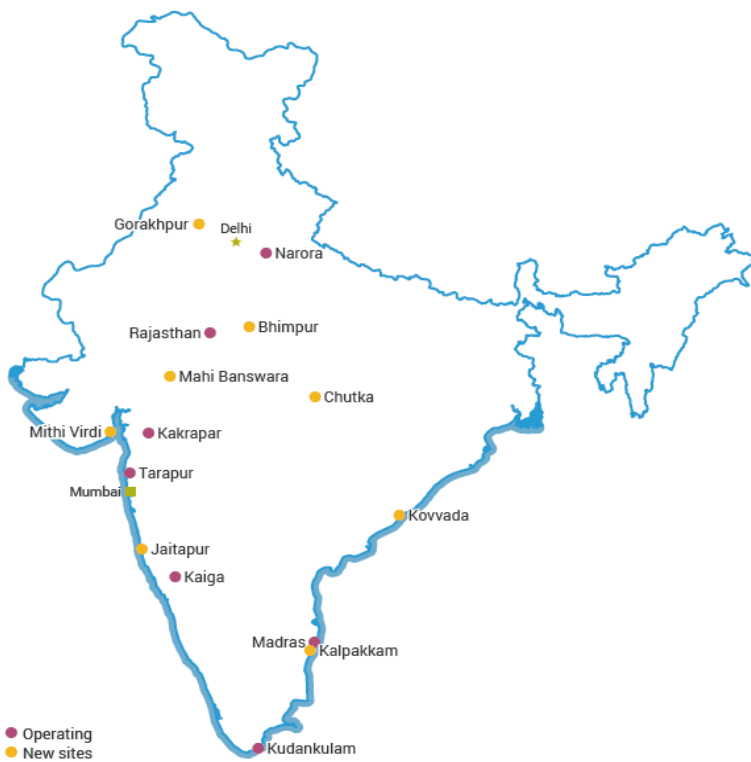 Gorakhpur
Delhi
Narora
Rajasthan
Bhimpur
Mahi Banswara
Chutka
Mithi Virdi
Kakrapar
Tarapur
Mumbai
Kovvada
Jaitapur
Kaiga
Madras
Kalpakkam
Operating
Kudankulam
New sites